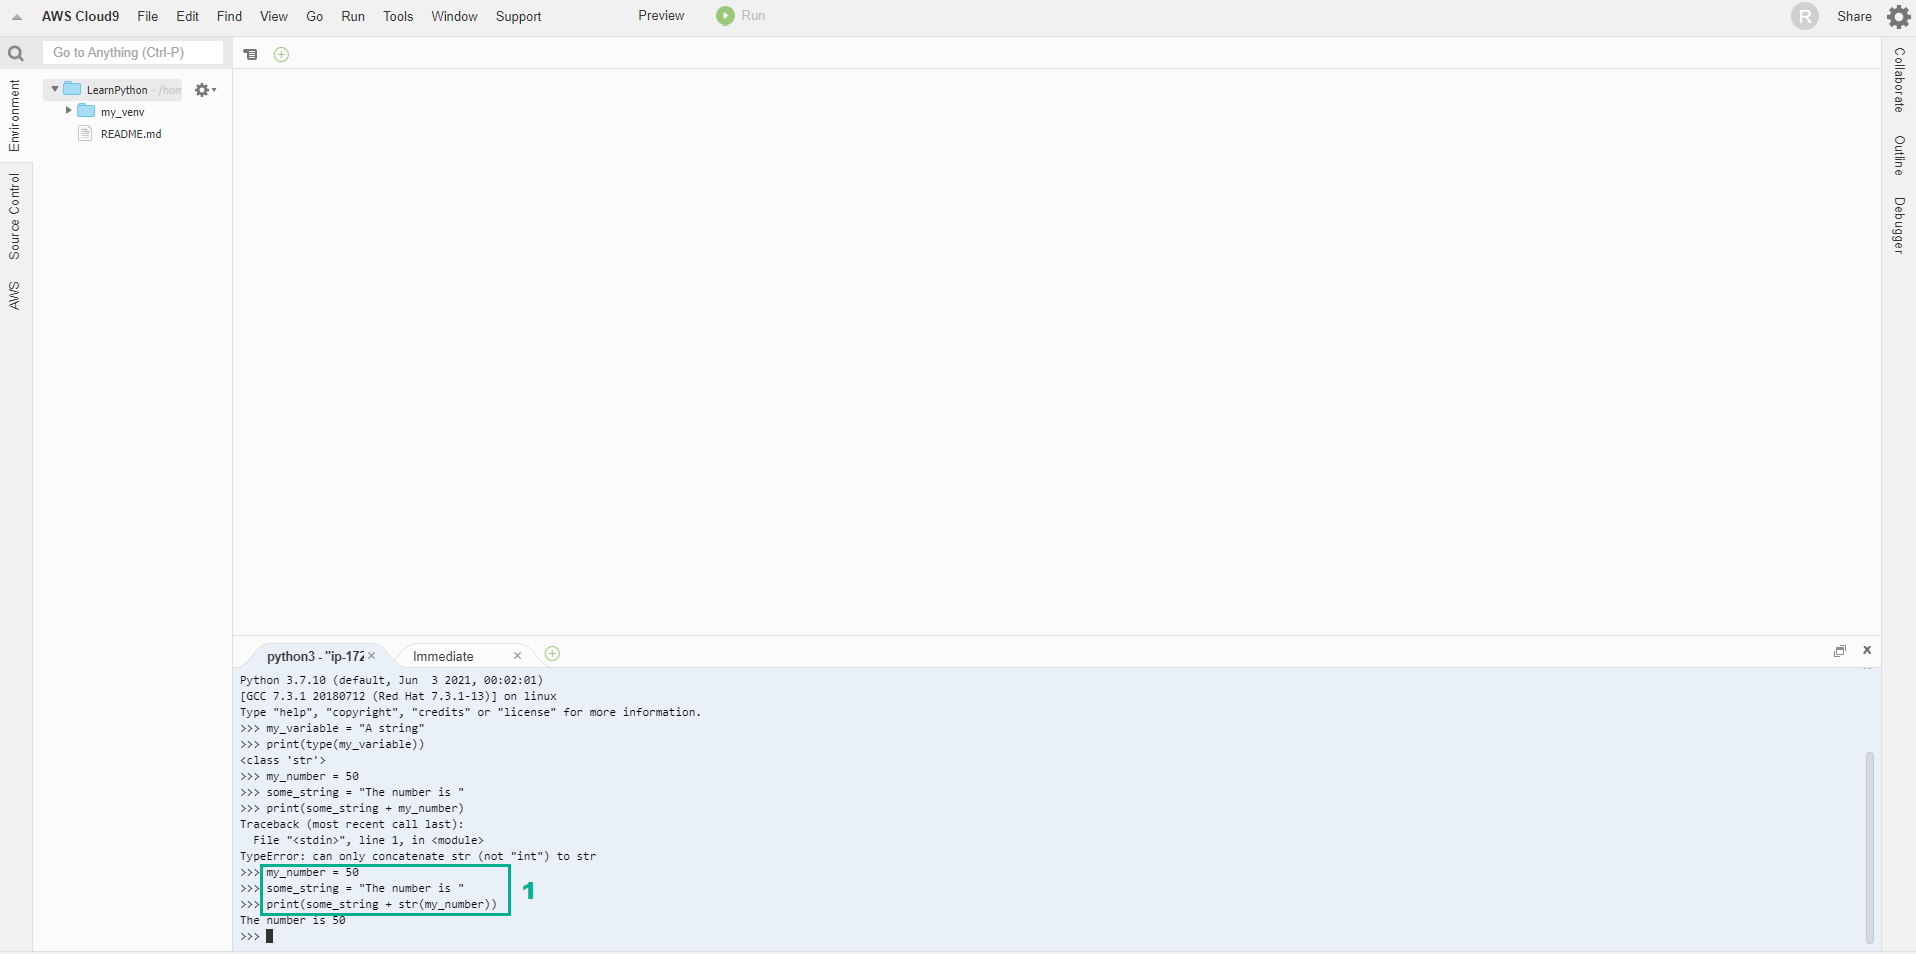 AWS Cloud9 File Edit Find View Go Run Tools Window Support Preview Run R Share
Go to Anything (Ctrl-P)
Environment
Source Control
AWS
LearnPython - /hom
my_venv
README.md
Collaborate
Outline
Debugger
python3 - "ip-172 × Immediate ×
Python 3.7.10 (default, Jun  3 2021, 00:02:01)
[GCC 7.3.1 20180712 (Red Hat 7.3.1-13)] on linux
Type "help", "copyright", "credits" or "license" for more information.
>>> my_variable = "A string"
>>> print(type(my_variable))
<class 'str'>
>>> my_number = 50
>>> some_string = "The number is "
>>> print(some_string + my_number)
Traceback (most recent call last):
  File "<stdin>", line 1, in <module>
TypeError: can only concatenate str (not "int") to str
>>> my_number = 50
>>> some_string = "The number is "
>>> print(some_string + str(my_number))
The number is 50
>>>
1